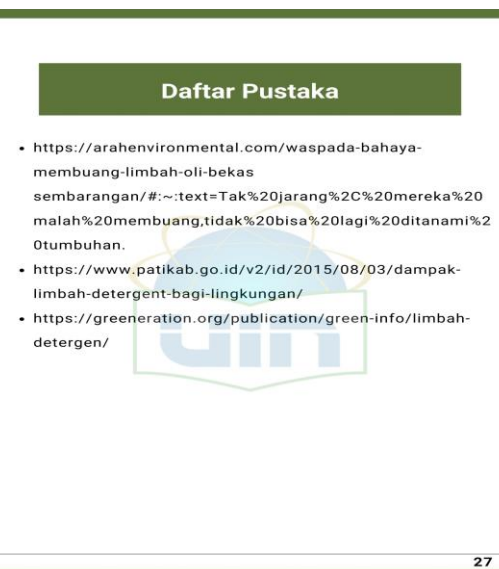 Daftar Pustaka
• https://arahenvironmental.com/waspada-bahaya-
membuang-limbah-oli-bekas
sembarangan/#:~:text=Tak%20jarang%2C%20mereka%20
malah%20membuang,tidak%20bisa%20lagi%20ditanami%2
0tumbuhan.
• https://www.patikab.go.id/v2/id/2015/08/03/dampak-
limbah-detergent-bagi-lingkungan/
• https://greeneration.org/publication/green-info/limbah-
detergen/
UIN
27